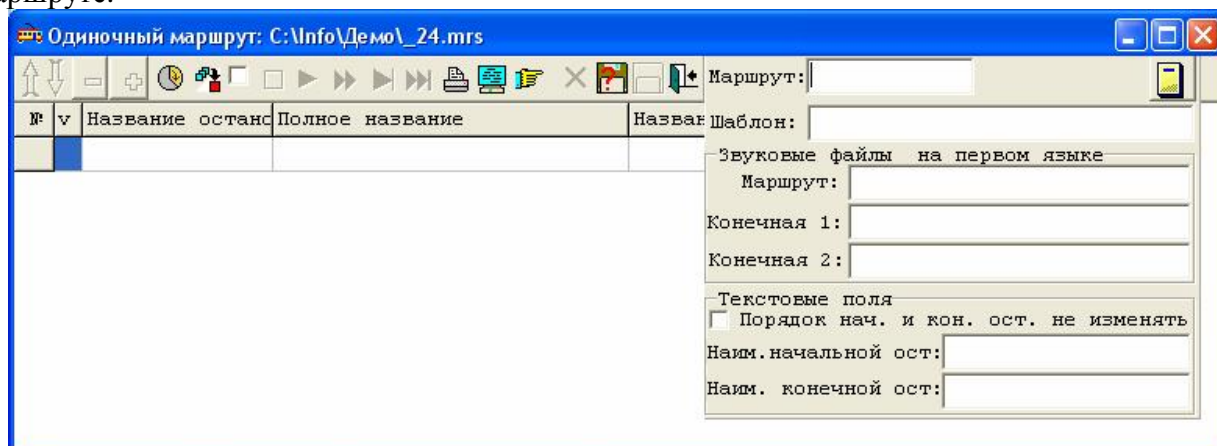 Одиночный маршрут: C:\Info\Демо\_24.mrs
Маршрут:
№ v Название останс Полное название Назван
Шаблон:
Звуковые файлы на первом языке
Маршрут:
Конечная 1:
Конечная 2:
Текстовые поля
Порядок нач. и кон. ост. не изменять
Наим.начальной ост:
Наим. конечной ост: